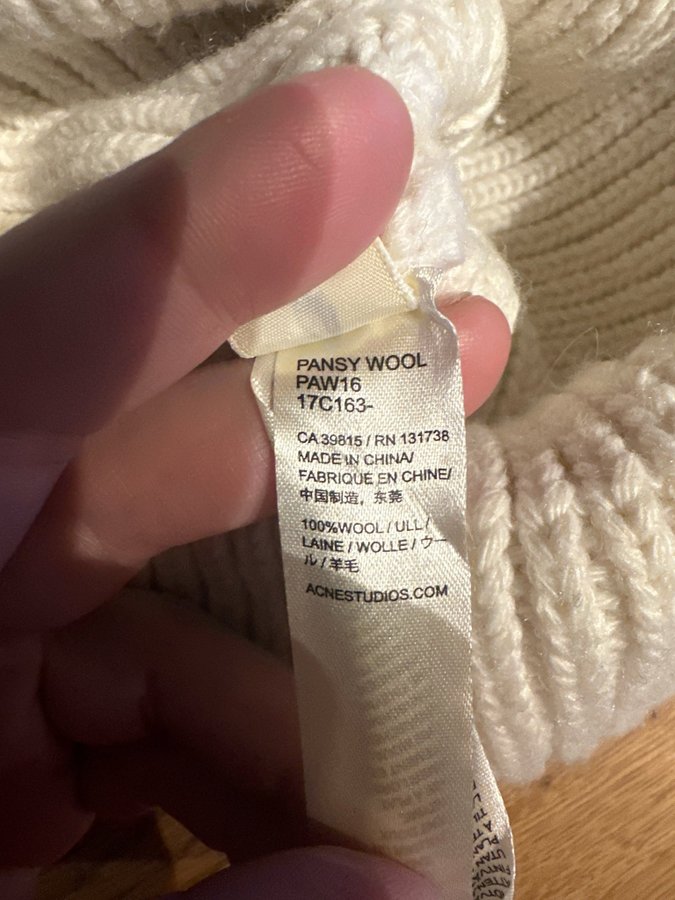 PANSY WOOL
PAW16
17C163-
CA 39815 / RN 131738
MADE IN CHINA/
FABRIQUÉ EN CHINE/
中国制造，东莞
100%WOOL / ULL /
LAINE / WOLLE / ウー
ル / 羊毛
ACNESTUDIOS.COM